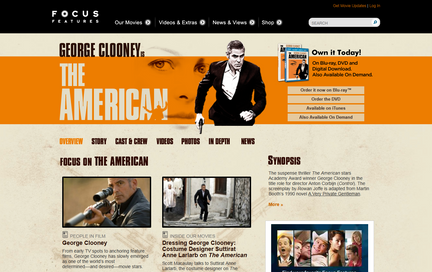 Get Movie Updates | Log In
FOCUS
FEATURES
Our Movies
Videos & Extras
News & Views
Shop
SEARCH
GEORGE CLOONEY IS
THE
AMERICAN
Own it Today!
On Blu-ray, DVD and
Digital Download.
Also Available On Demand.
Order it now on Blu-ray™
Order the DVD
Available on iTunes
Also Available On Demand
OVERVIEW
STORY
CAST & CREW
VIDEOS
PHOTOS
IN DEPTH
NEWS
FOCUS ON THE AMERICAN
PEOPLE IN FILM
George Clooney
From early TV spots to anchoring feature
films, George Clooney has slowly emerged
as one of the world's most
determined—and desired—movie stars.
INSIDE OUR MOVIES
Dressing George Clooney:
Costume Designer Suttirat
Anne Larlarb on The American
Scott Macaulay talks to Suttirat Anne
Larlarb, the costume designer on The
SYNOPSIS
The suspense thriller The American stars
Academy Award winner George Clooney in the
title role for director Anton Corbijn (Control). The
screenplay by Rowan Joffe is adapted from Martin
Booth's 1990 novel A Very Private Gentleman.
More »